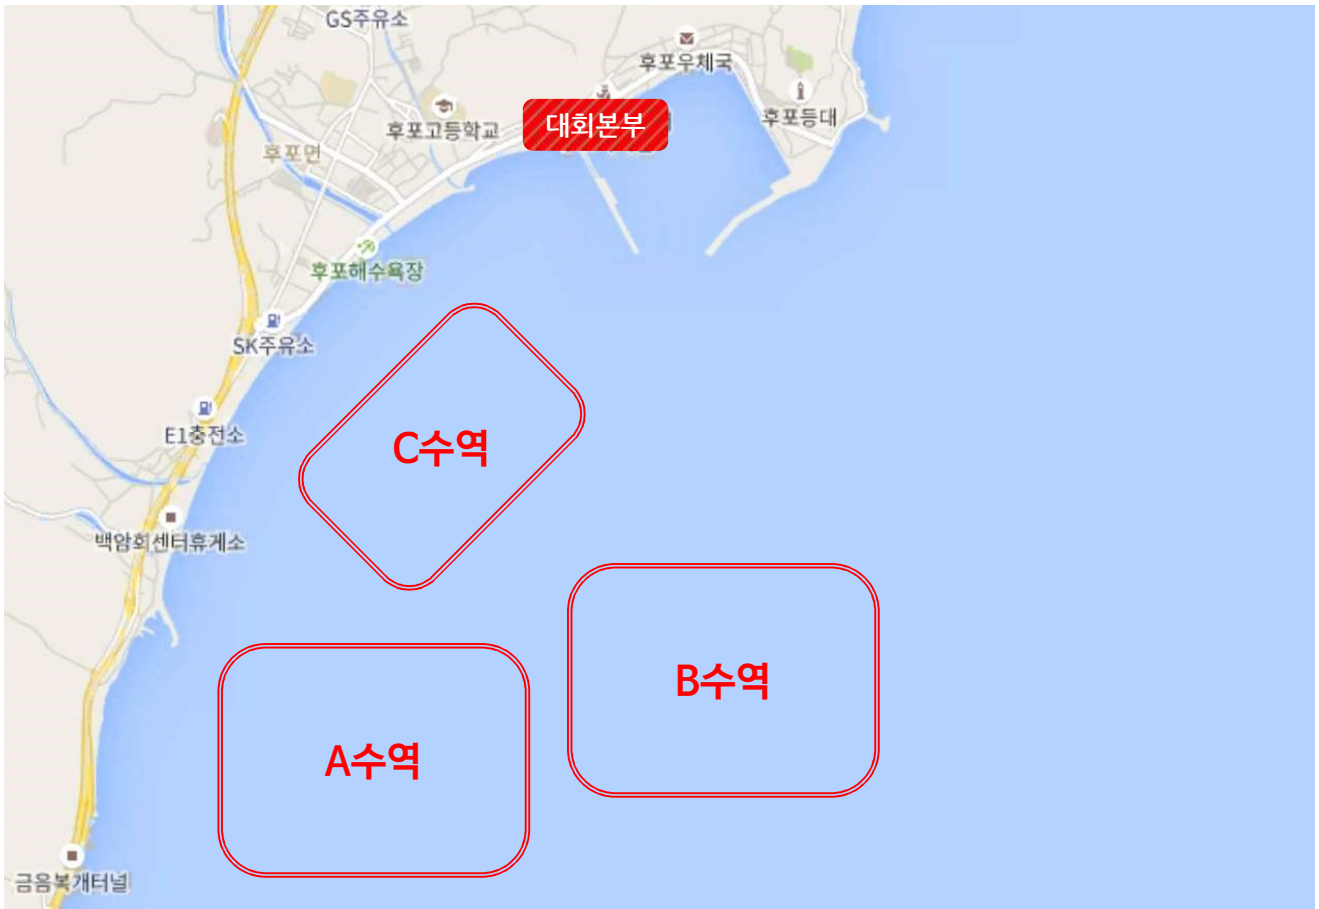 GS주유소
후포우체국
후포등대
후포고등학교
대회본부
후포면
후포해수욕장
SK주유소
E1충전소
C수역
백암회센터휴게소
B수역
A수역
금음복개터널